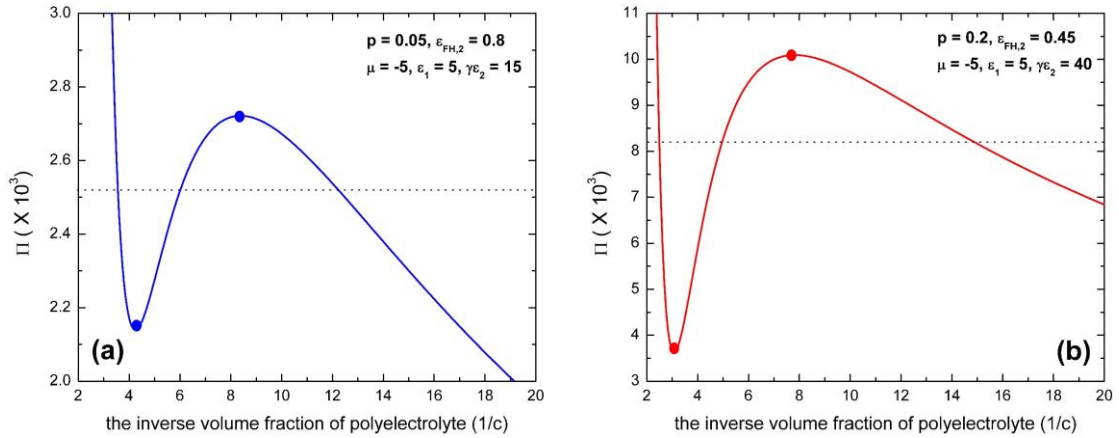 3.0
2.8
2.6
2.4
2.2
2.0
Π ( X 10³)
p = 0.05, ε_FH,2 = 0.8
μ = -5, ε₁ = 5, γε₂ = 15
(a)
2 4 6 8 10 12 14 16 18 20
the inverse volume fraction of polyelectrolyte (1/c)
11
10
9
8
7
6
5
4
3
Π ( X 10³)
p = 0.2, ε_FH,2 = 0.45
μ = -5, ε₁ = 5, γε₂ = 40
(b)
2 4 6 8 10 12 14 16 18 20
the inverse volume fraction of polyelectrolyte (1/c)